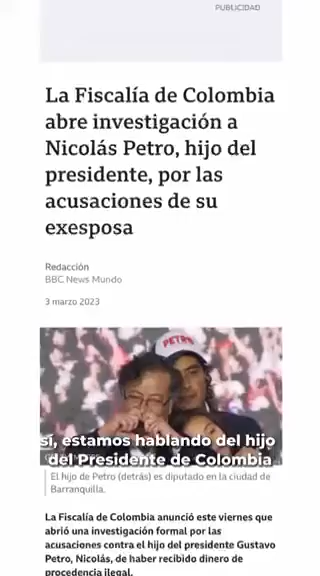 PUBLICIDAD
La Fiscalía de Colombia
abre investigación a
Nicolás Petro, hijo del
presidente, por las
acusaciones de su
exesposa
Redacción
BBC News Mundo
3 marzo 2023
PETRO
sí, estamos hablando del hijo
del Presidente de Colombia
El hijo de Petro (detrás) es diputado en la ciudad de
Barranquilla.
La Fiscalía de Colombia anunció este viernes que
abrió una investigación formal por las
acusaciones contra el hijo del presidente Gustavo
Petro, Nicolás, de haber recibido dinero de
procedencia ilegal.